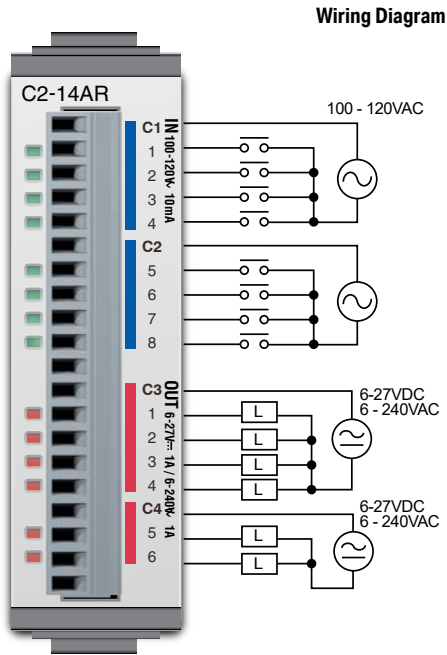 Wiring Diagram
C2-14AR
100 - 120VAC
C1
IN 100-120V~ 10mA
1
2
3
4
C2
5
6
7
8
C3
OUT 6-27V⎓ 1A / 6-240V~ 1A
6-27VDC
6 - 240VAC
1
L
2
L
3
L
4
L
C4
6-27VDC
6 - 240VAC
5
L
6
L